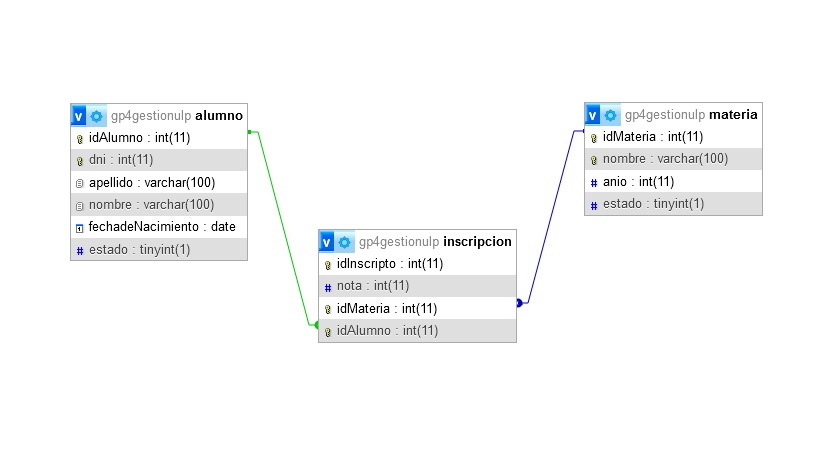 v gp4gestionulp alumno
idAlumno : int(11)
dni : int(11)
apellido : varchar(100)
nombre : varchar(100)
fechadeNacimiento : date
# estado : tinyint(1)
v gp4gestionulp inscripcion
idInscripto : int(11)
# nota : int(11)
idMateria : int(11)
idAlumno : int(11)
v gp4gestionulp materia
idMateria : int(11)
nombre : varchar(100)
# anio : int(11)
# estado : tinyint(1)